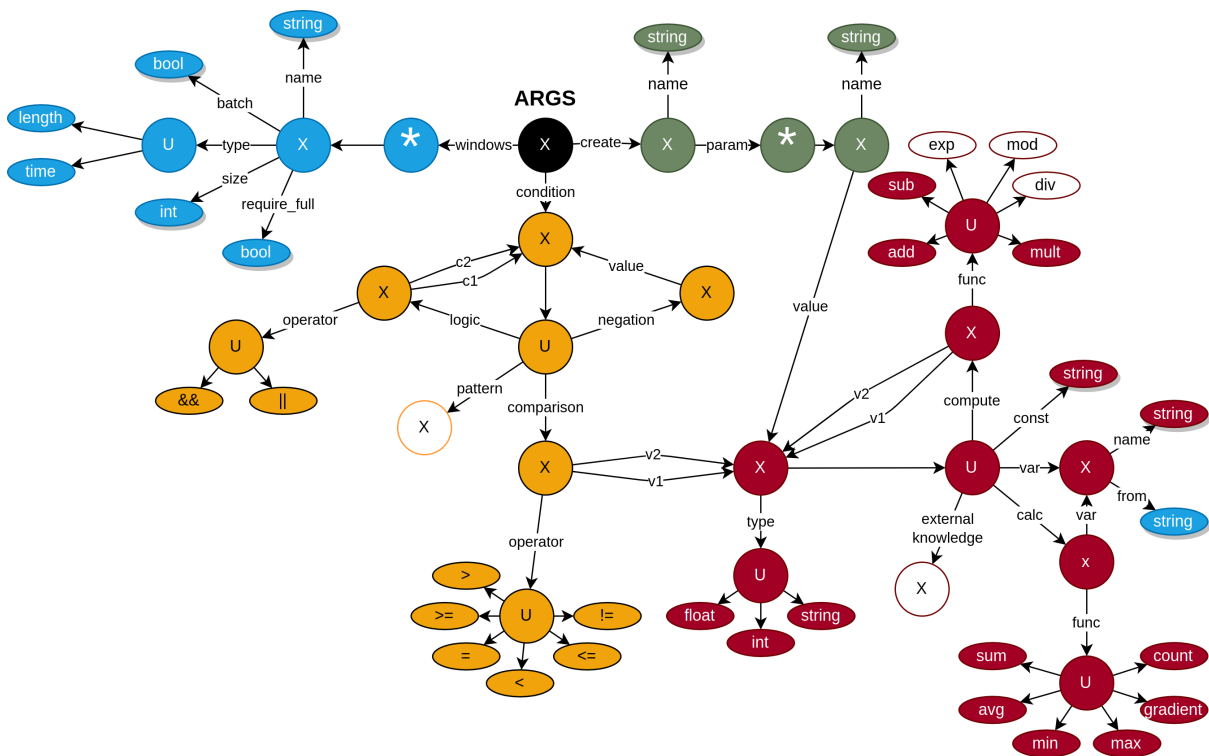 string
string
string
bool
name
name
name
exp
mod
batch
ARGS
length
U
type
X
*
windows
X
create
X
param
*
X
sub
div
time
size
condition
int
require_full
U
bool
X
add
mult
c2
value
func
c1
X
X
operator
logic
negation
value
X
U
U
pattern
v2
string
&&
||
comparison
compute
v1
const
string
X
name
v2
X
X
U
var
X
v1
from
type
external
knowledge
calc
var
string
operator
x
>
U
X
>=
U
!=
float
string
func
int
=
<=
sum
count
<
U
avg
gradient
min
max